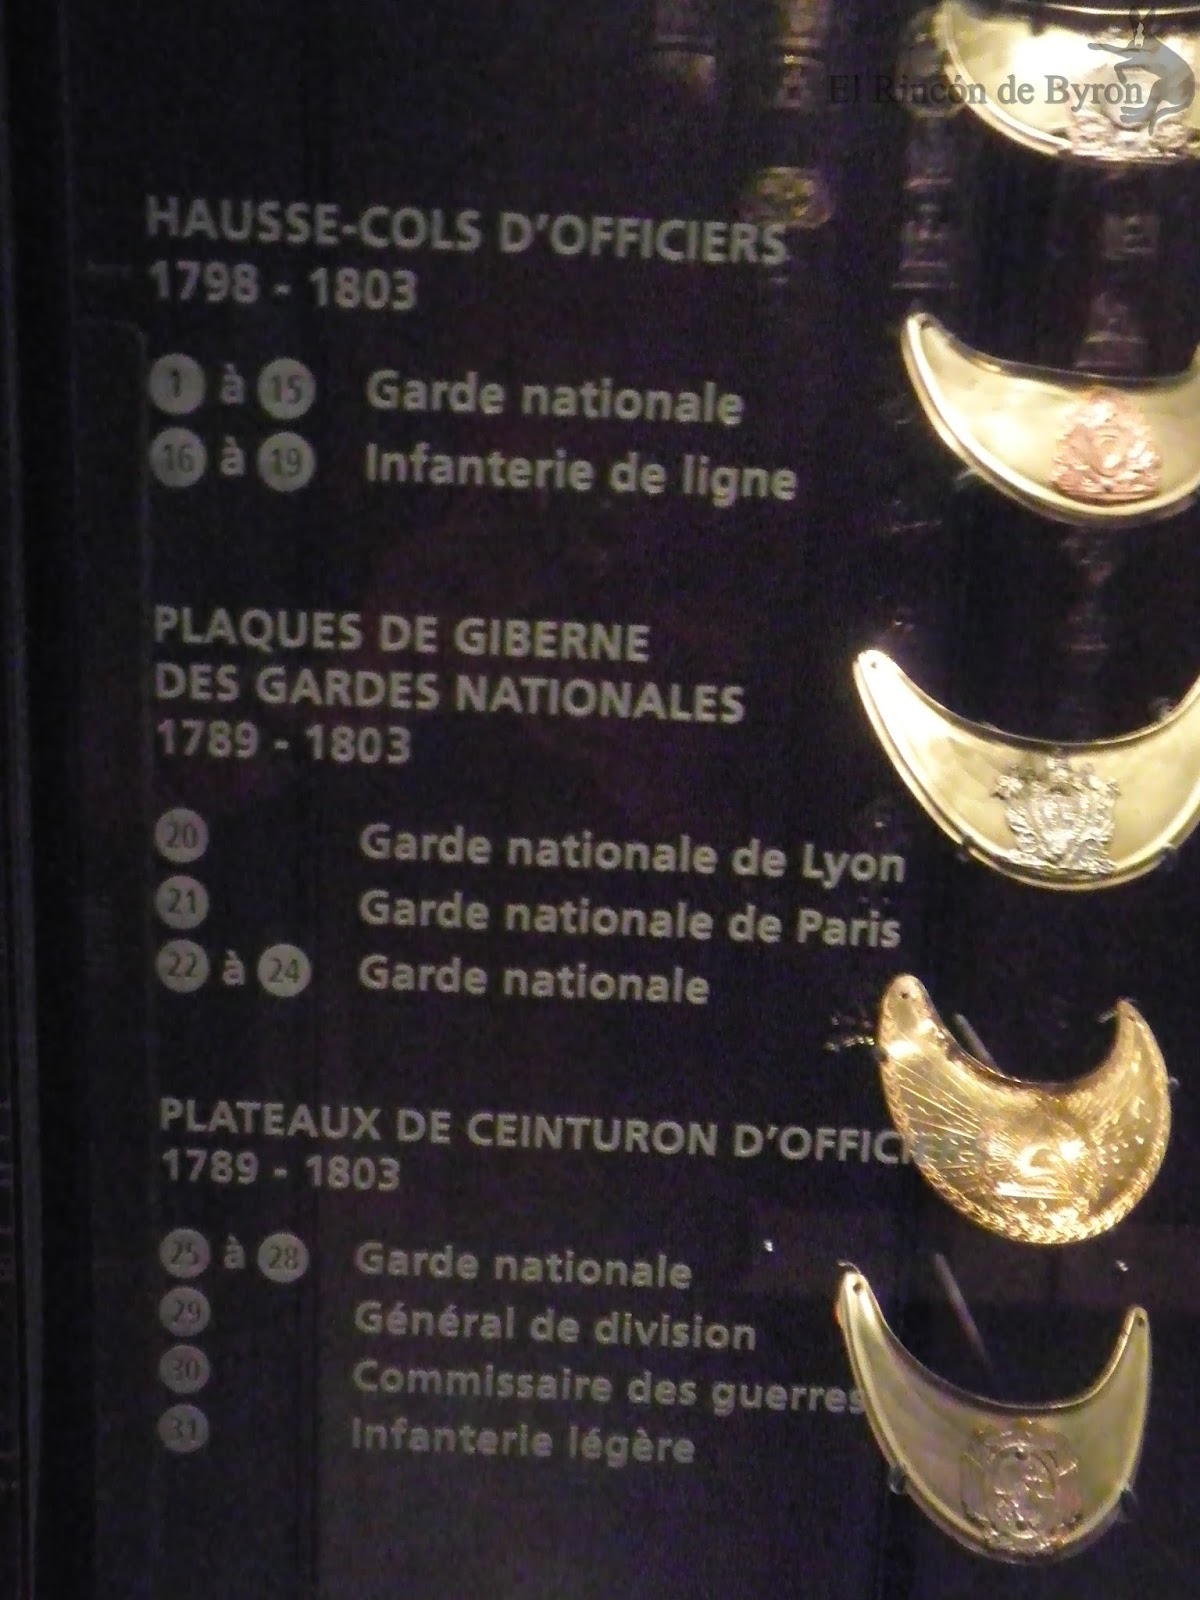 El Rincón de Byron
HAUSSE-COLS D'OFFICIERS
1798 - 1803
1 à 15 Garde nationale
16 à 19 Infanterie de ligne
PLAQUES DE GIBERNE
DES GARDES NATIONALES
1789 - 1803
20 Garde nationale de Lyon
21 Garde nationale de Paris
22 à 24 Garde nationale
PLATEAUX DE CEINTURON D'OFFICIE
1789 - 1803
25 à 28 Garde nationale
29 Général de division
30 Commissaire des guerres
31 Infanterie légère